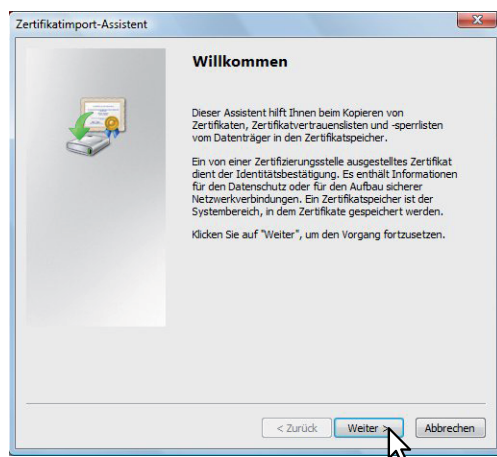 Zertifikatimport-Assistent
Willkommen
Dieser Assistent hilft Ihnen beim Kopieren von
Zertifikaten, Zertifikatvertrauenslisten und -sperrlisten
vom Datenträger in den Zertifikatspeicher.
Ein von einer Zertifizierungsstelle ausgestelltes Zertifikat
dient der Identitätsbestätigung. Es enthält Informationen
für den Datenschutz oder für den Aufbau sicherer
Netzwerkverbindungen. Ein Zertifikatspeicher ist der
Systembereich, in dem Zertifikate gespeichert werden.
Klicken Sie auf "Weiter", um den Vorgang fortzusetzen.
< Zurück Weiter > Abbrechen